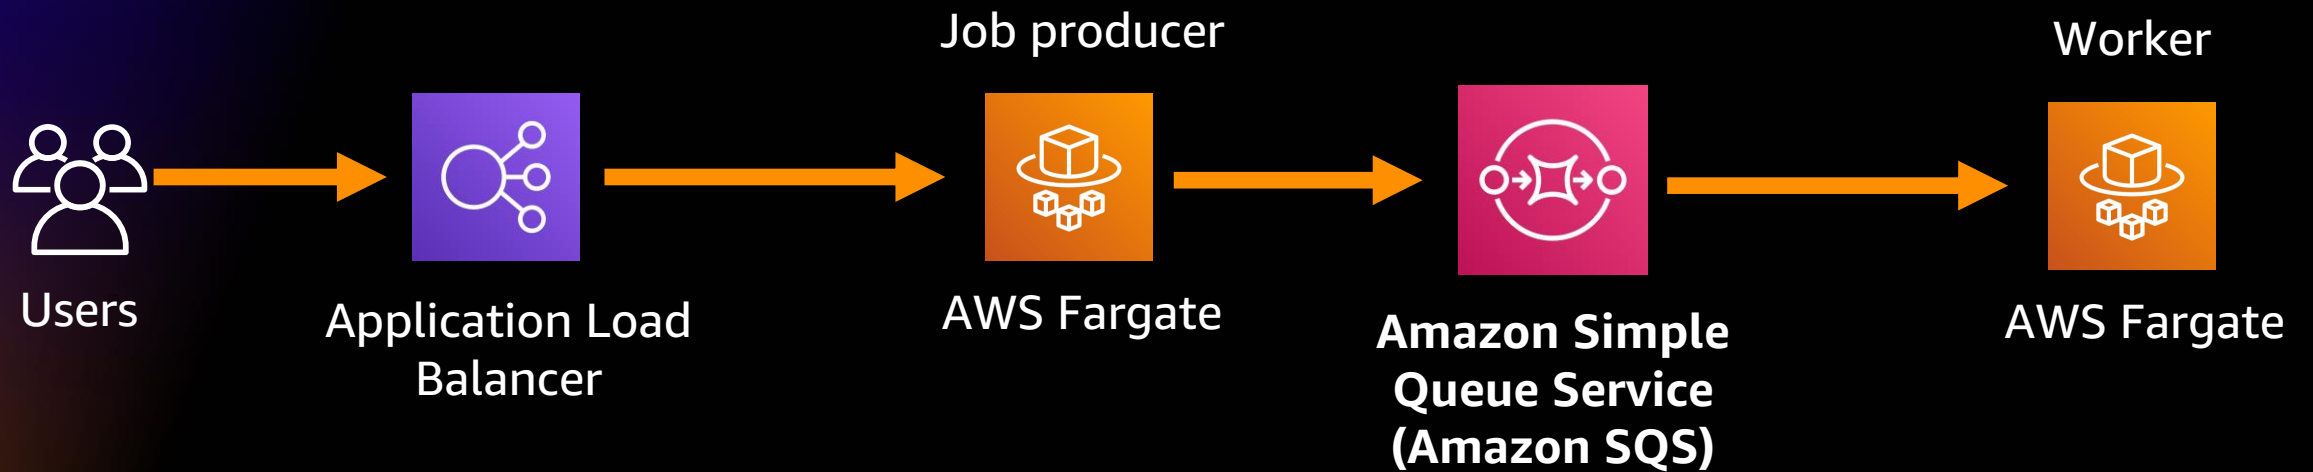 Job producer
Worker
Users
Application Load
Balancer
AWS Fargate
Amazon Simple
Queue Service
(Amazon SQS)
AWS Fargate